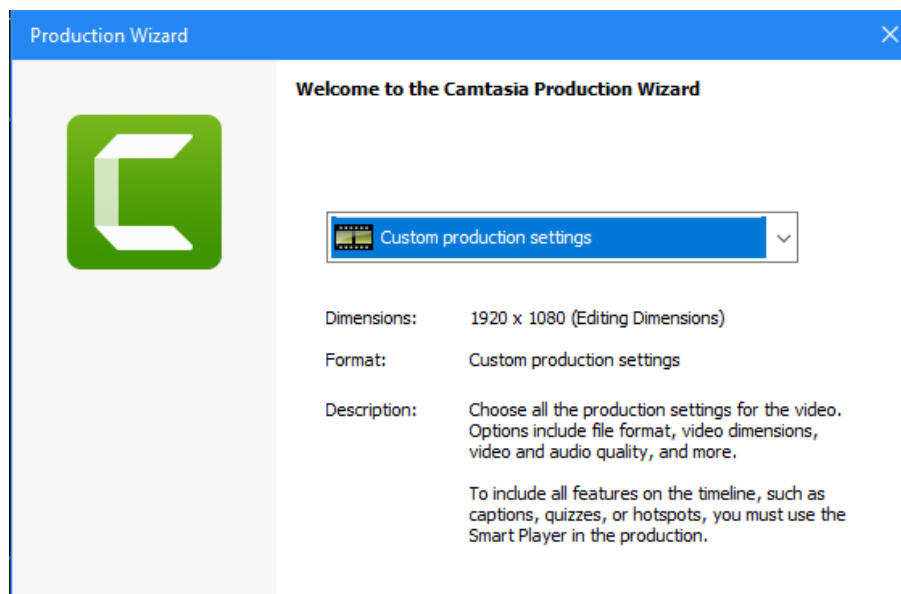 Production Wizard
Welcome to the Camtasia Production Wizard
Custom production settings
Dimensions: 1920 x 1080 (Editing Dimensions)
Format: Custom production settings
Description: Choose all the production settings for the video.
Options include file format, video dimensions,
video and audio quality, and more.
To include all features on the timeline, such as
captions, quizzes, or hotspots, you must use the
Smart Player in the production.